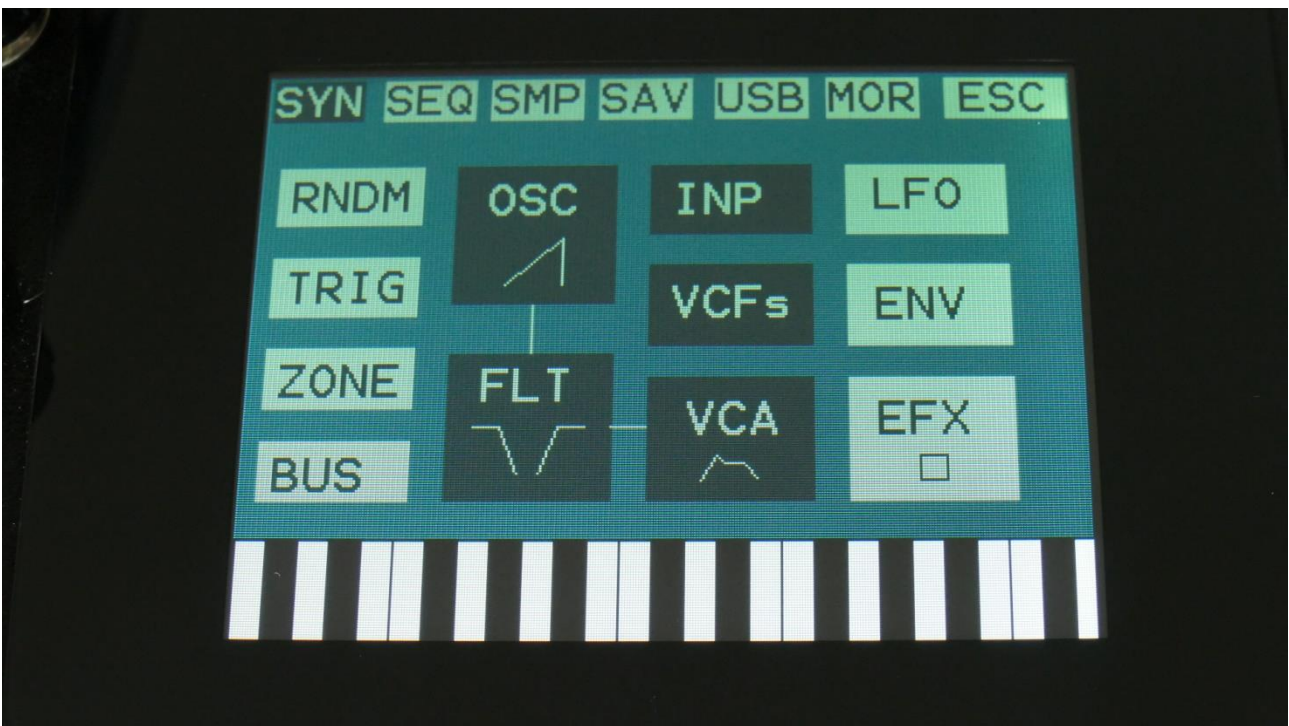 SYN SEQ SMP SAV USB MOR ESC
RNDM OSC INP LFO
TRIG VCFs ENV
ZONE FLT VCA EFX
BUS